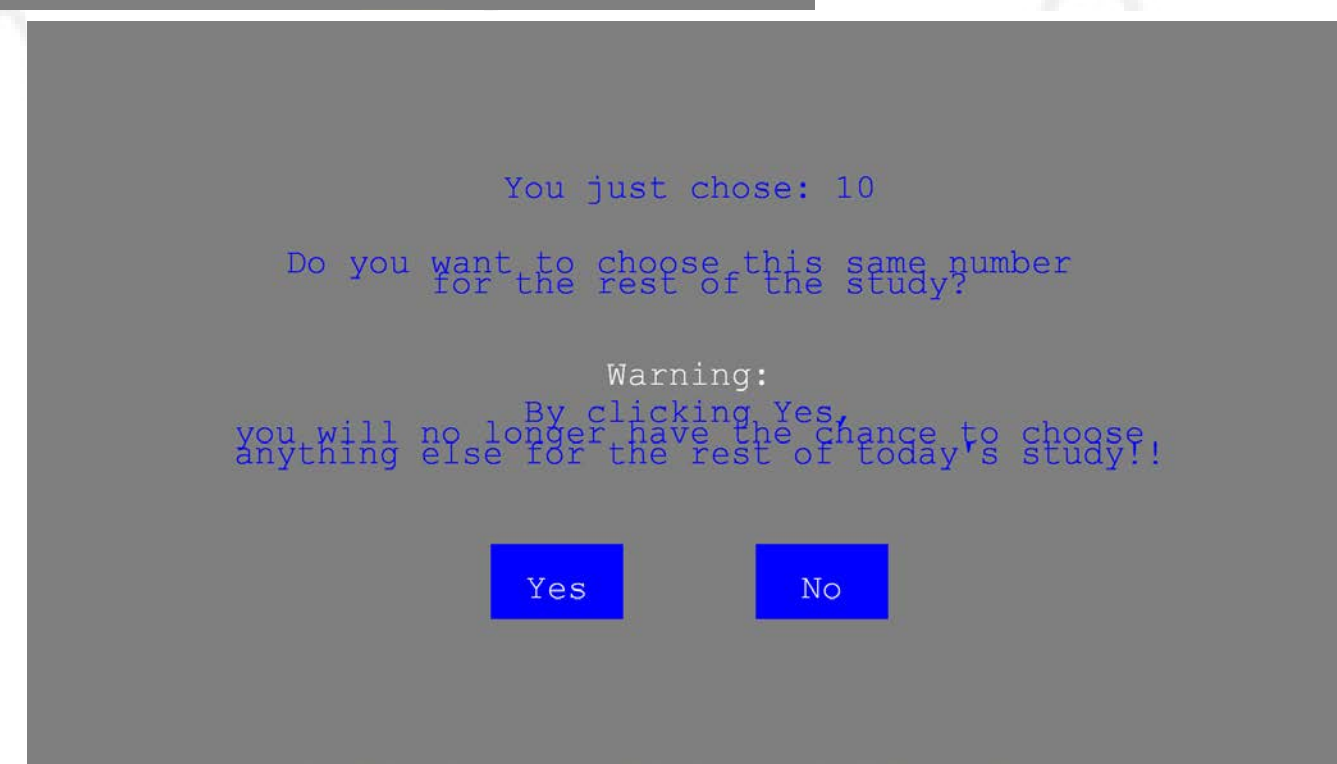 You just chose: 10
Do you want to choose this same number
for the rest of the study?
Warning:
By clicking Yes,
you will no longer have the chance to choose
anything else for the rest of today's study!!
Yes
No